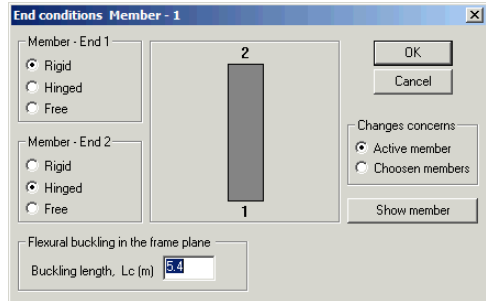 End conditions Member - 1
Member - End 1
Rigid
Hinged
Free
Member - End 2
Rigid
Hinged
Free
2
1
OK
Cancel
Changes concerns
Active member
Choosen members
Show member
Flexural buckling in the frame plane
Buckling length, Lc (m) 5.4